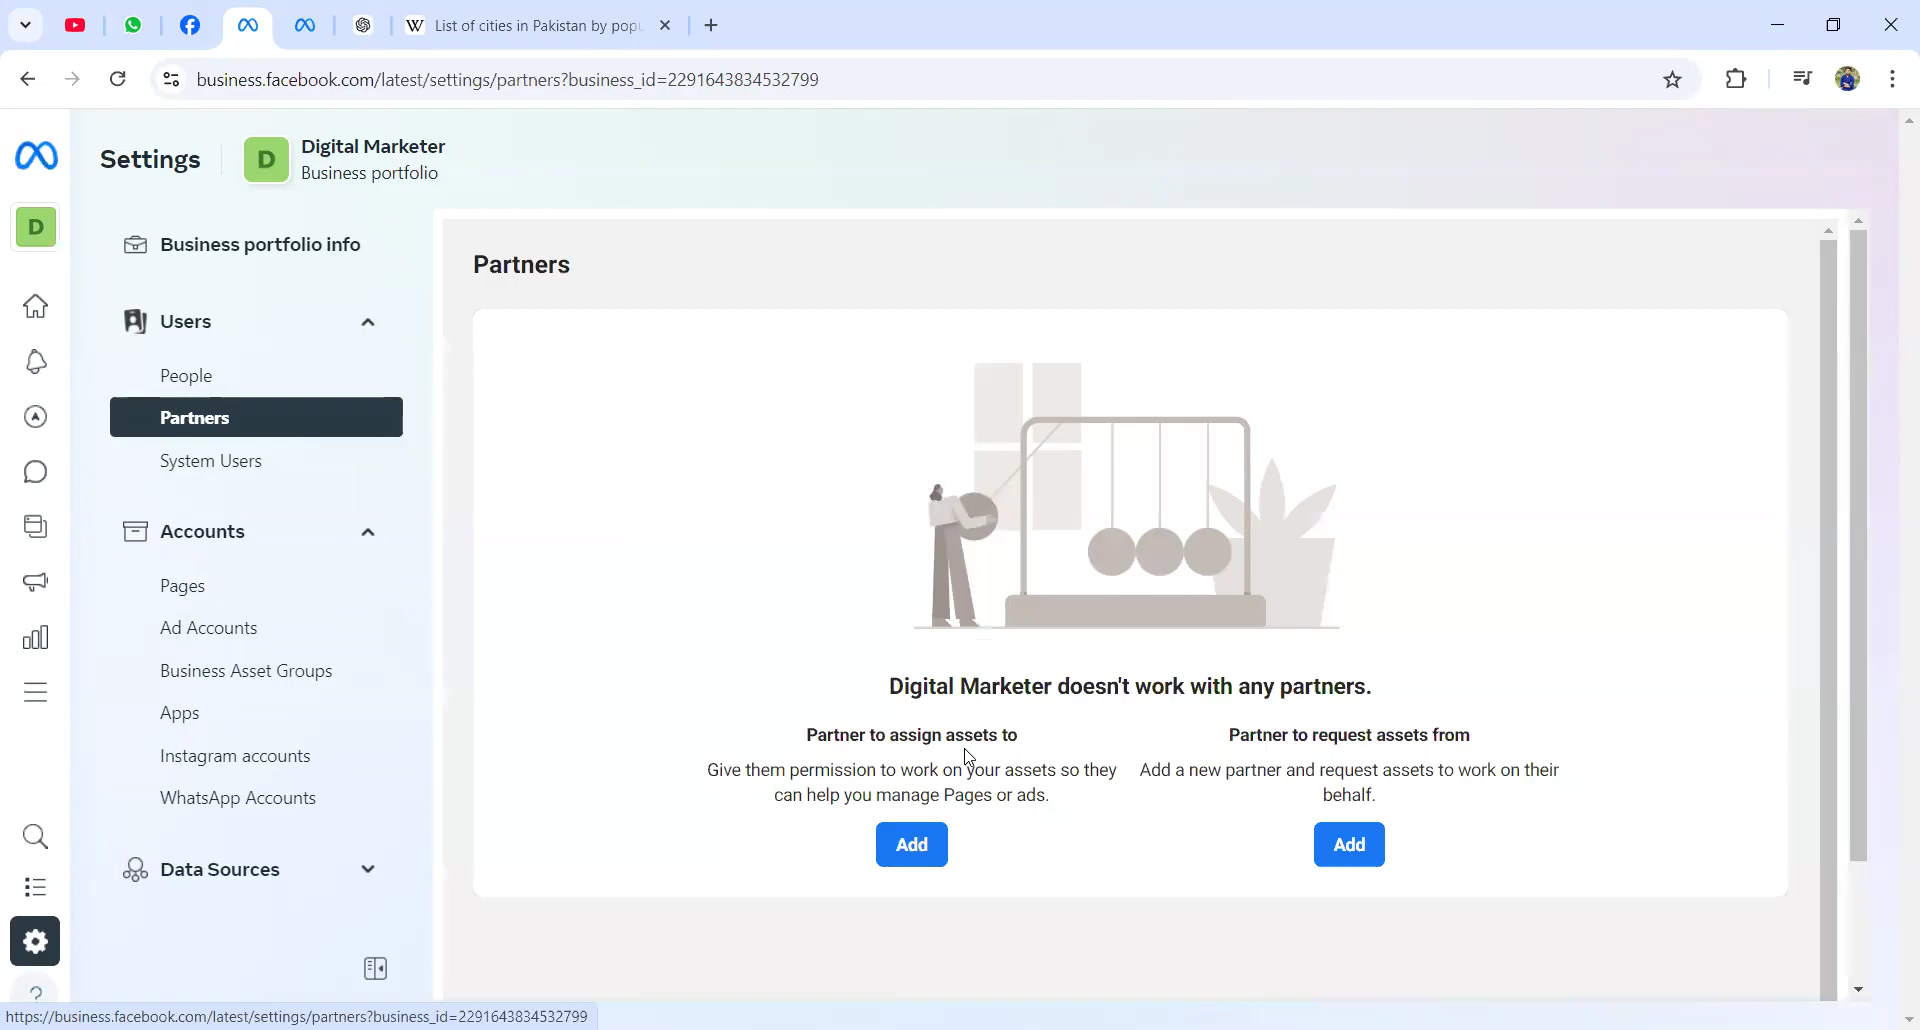 List of cities in Pakistan by pop
business.facebook.com/latest/settings/partners?business_id=2291643834532799
Settings
D
Digital Marketer
Business portfolio
D
Business portfolio info
Users
People
Partners
System Users
Accounts
Pages
Ad Accounts
Business Asset Groups
Apps
Instagram accounts
WhatsApp Accounts
Data Sources
Partners
Digital Marketer doesn't work with any partners.
Partner to assign assets to
Give them permission to work on your assets so they
can help you manage Pages or ads.
Add
Partner to request assets from
Add a new partner and request assets to work on their
behalf.
Add
?
https://business.facebook.com/latest/settings/partners?business_id=2291643834532799